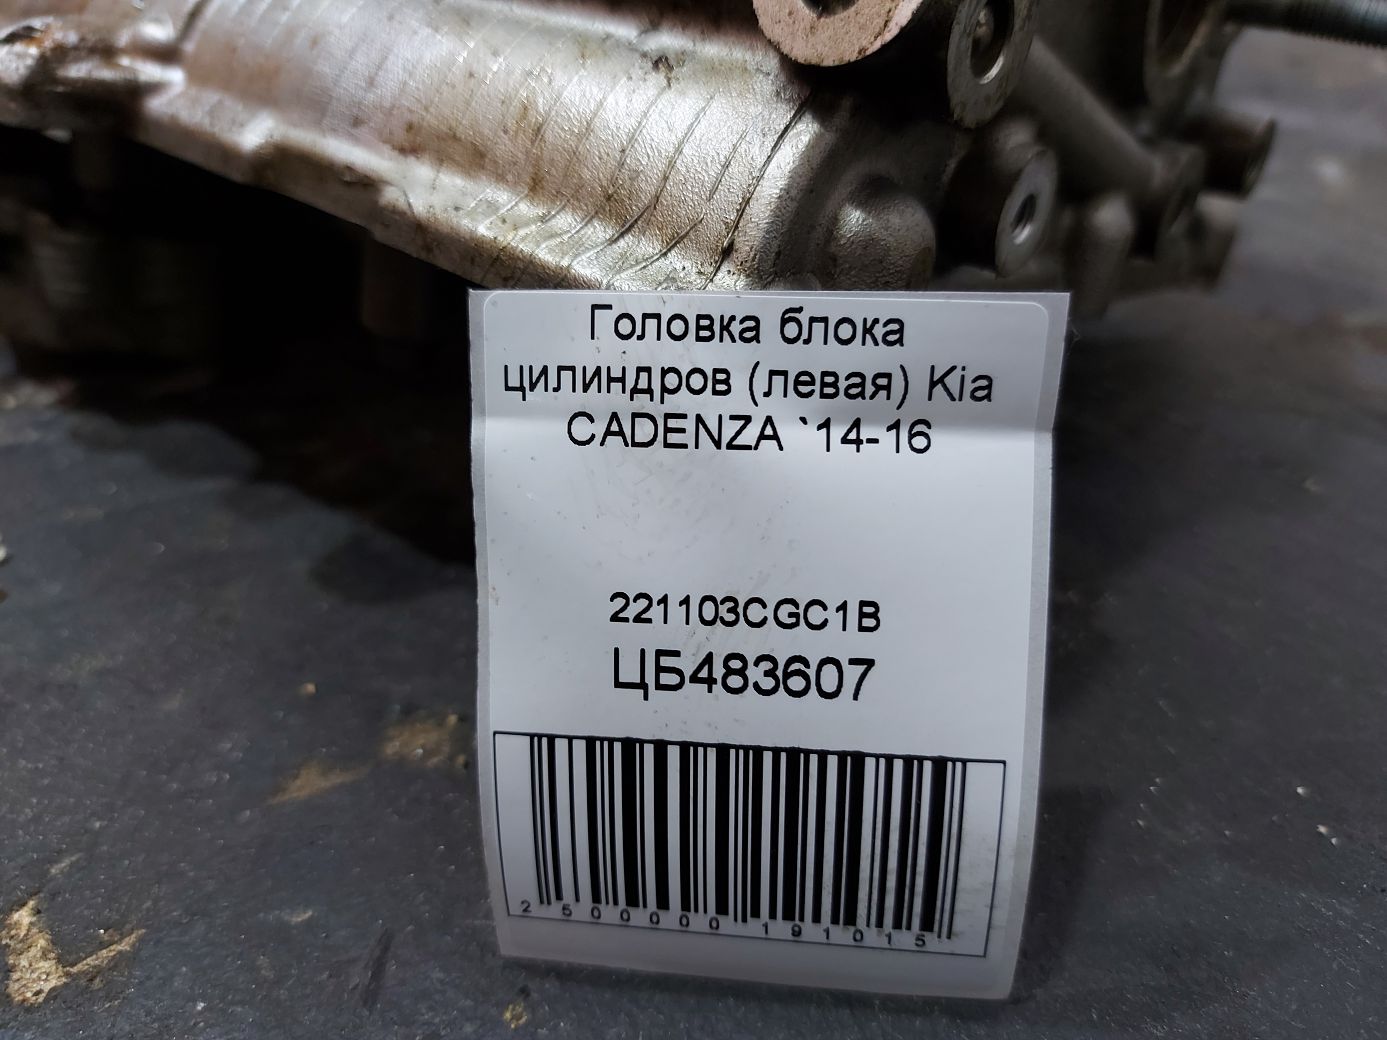 Головка блока
цилиндров (левая) Kia
CADENZA `14-16
221103CGC1B
ЦБ483607
2500000191015